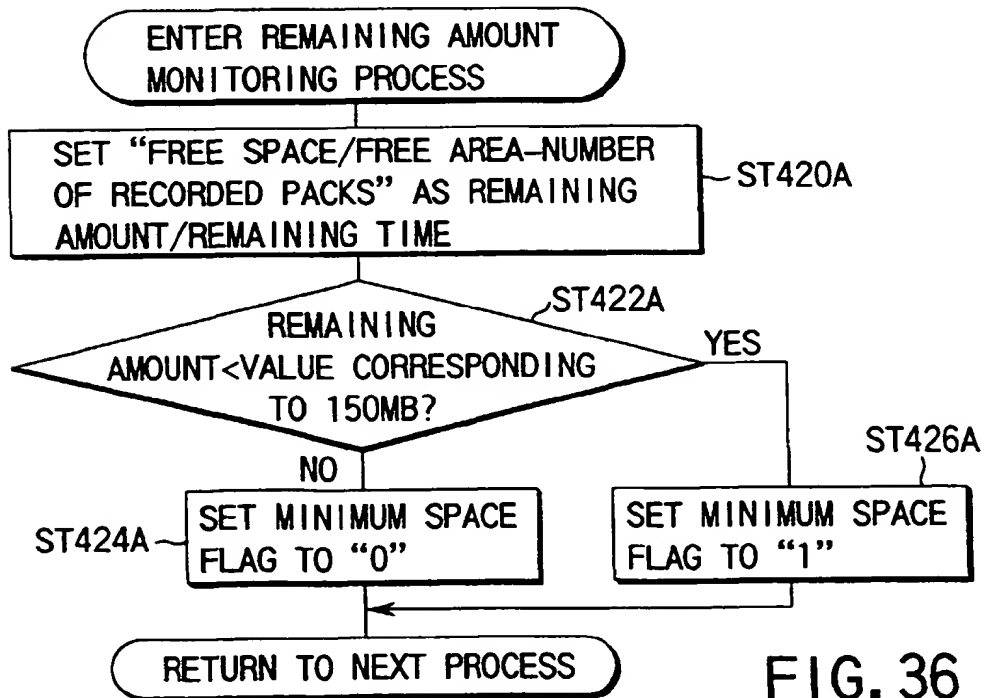 ENTER REMAINING AMOUNT
MONITORING PROCESS
SET “FREE SPACE/FREE AREA–NUMBER
OF RECORDED PACKS” AS REMAINING
AMOUNT/REMAINING TIME
ST420A
ST422A
REMAINING
AMOUNT<VALUE CORRESPONDING
TO 150MB?
YES
NO
ST426A
ST424A
SET MINIMUM SPACE
FLAG TO “0”
SET MINIMUM SPACE
FLAG TO “1”
RETURN TO NEXT PROCESS
FIG. 36